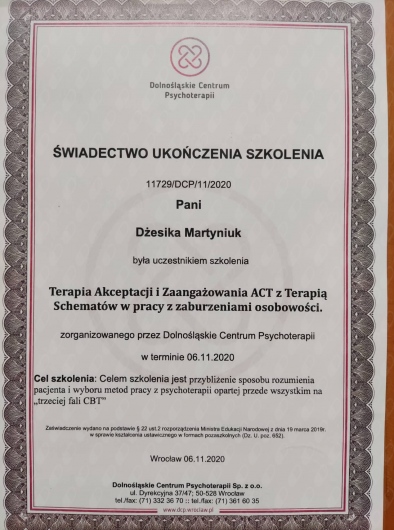 Dolnośląskie Centrum
Psychoterapii
ŚWIADECTWO UKOŃCZENIA SZKOLENIA
11729/DCP/11/2020
Pani
Dżesika Martyniuk
była uczestnikiem szkolenia
Terapia Akceptacji i Zaangażowania ACT z Terapią
Schematów w pracy z zaburzeniami osobowości.
zorganizowanego przez Dolnośląskie Centrum Psychoterapii
w terminie 06.11.2020
Cel szkolenia: Celem szkolenia jest przybliżenie sposobu rozumienia
pacjenta i wyboru metod pracy z psychoterapii opartej przede wszystkim na
„trzeciej fali CBT”
Zaświadczenie wydano na podstawie § 22 ust.2 rozporządzenia Ministra Edukacji Narodowej z dnia 19 marca 2019r.
w sprawie kształcenia ustawicznego w formach pozaszkolnych (Dz. U. poz. 652).
Wrocław 06.11.2020
Dolnośląskie Centrum Psychoterapii Sp. z o.o.
ul. Dyrekcyjna 37/47; 50-528 Wrocław
tel./fax: (71) 332 36 70 :: tel./fax: (71) 361 60 35
www.dcp.wroclaw.pl